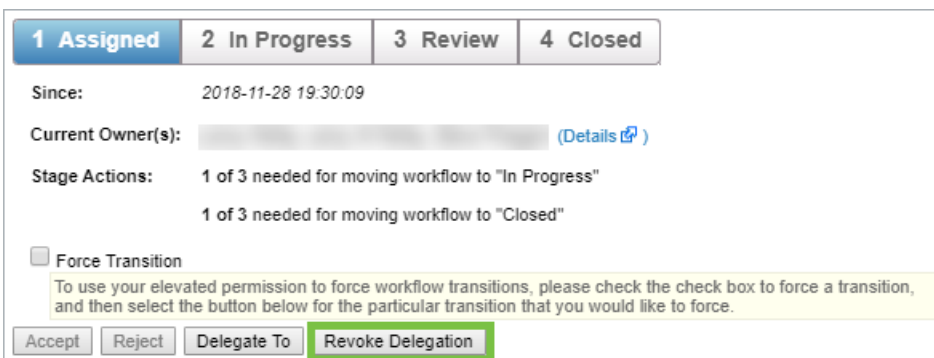 1 Assigned 2 In Progress 3 Review 4 Closed
Since: 2018-11-28 19:30:09
Current Owner(s): (Details )
Stage Actions: 1 of 3 needed for moving workflow to "In Progress"
1 of 3 needed for moving workflow to "Closed"
Force Transition
To use your elevated permission to force workflow transitions, please check the check box to force a transition,
and then select the button below for the particular transition that you would like to force.
Accept Reject Delegate To Revoke Delegation